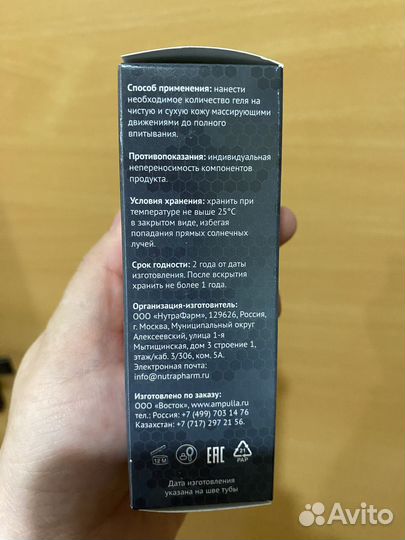 Способ применения: нанести
необходимое количество геля на
чистую и сухую кожу массирующими
движениями до полного
впитывания.
Противопоказания: индивидуальная
непереносимость компонентов
продукта.
Условия хранения: хранить при
температуре не выше 25°C
в закрытом виде, избегая
попадания прямых солнечных
лучей.
Срок годности: 2 года от даты
изготовления. После вскрытия
хранить не более 1 года.
Организация-изготовитель:
ООО «НутраФарм», 129626, Россия,
г. Москва, Муниципальный округ
Алексеевский, улица 1-я
Мытищинская, дом 3 строение 1,
этаж/каб. 3/306, ком. 5А.
Электронная почта:
info@nutrapharm.ru
Изготовлено по заказу:
ООО «Восток», www.ampulla.ru
тел.: Россия +7 (499) 703 14 76
Казахстан: +7 (717) 297 21 56.
12 M
EAC
21
PAP
Дата изготовления
указана на шве тубы
Avito